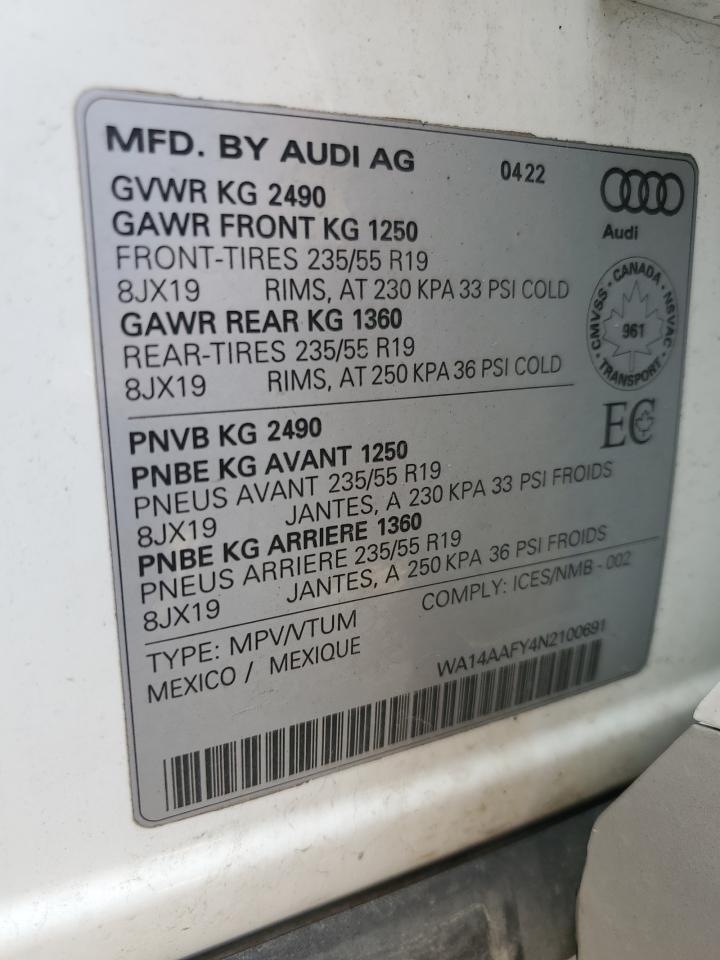 MFD. BY AUDI AG 0422
GVWR KG 2490
GAWR FRONT KG 1250
Audi
FRONT-TIRES 235/55 R19
8JX19 RIMS, AT 230 KPA 33 PSI COLD
GAWR REAR KG 1360
REAR-TIRES 235/55 R19
8JX19 RIMS, AT 250 KPA 36 PSI COLD
CMVSS · CANADA · NSVAC · TRANSPORT ·
961
EC
PNVB KG 2490
PNBE KG AVANT 1250
PNEUS AVANT 235/55 R19
8JX19 JANTES, A 230 KPA 33 PSI FROIDS
PNBE KG ARRIERE 1360
PNEUS ARRIERE 235/55 R19
8JX19 JANTES, A 250 KPA 36 PSI FROIDS
TYPE: MPV/VTUM COMPLY: ICES/NMB - 002
MEXICO / MEXIQUE
WA14AAFY4N2100691